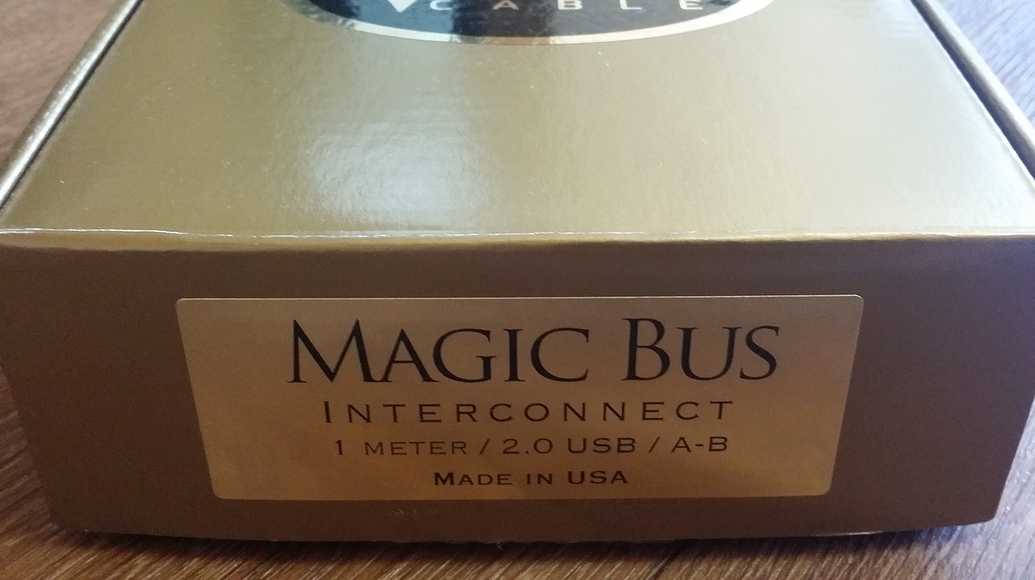 CABLE
MAGIC BUS
INTERCONNECT
1 METER / 2.0 USB / A-B
MADE IN USA